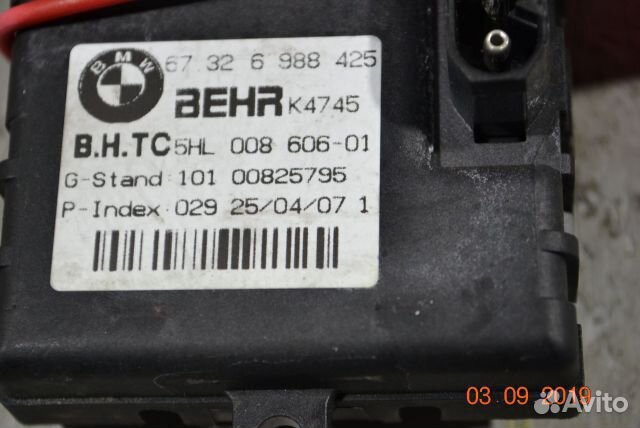 BMW
67 32 6 988 425
BEHR K4745
B.H.TC 5HL 008 606-01
G-Stand:101 00825795
P-Index:029 25/04/07 1
03 09 2019
Avito